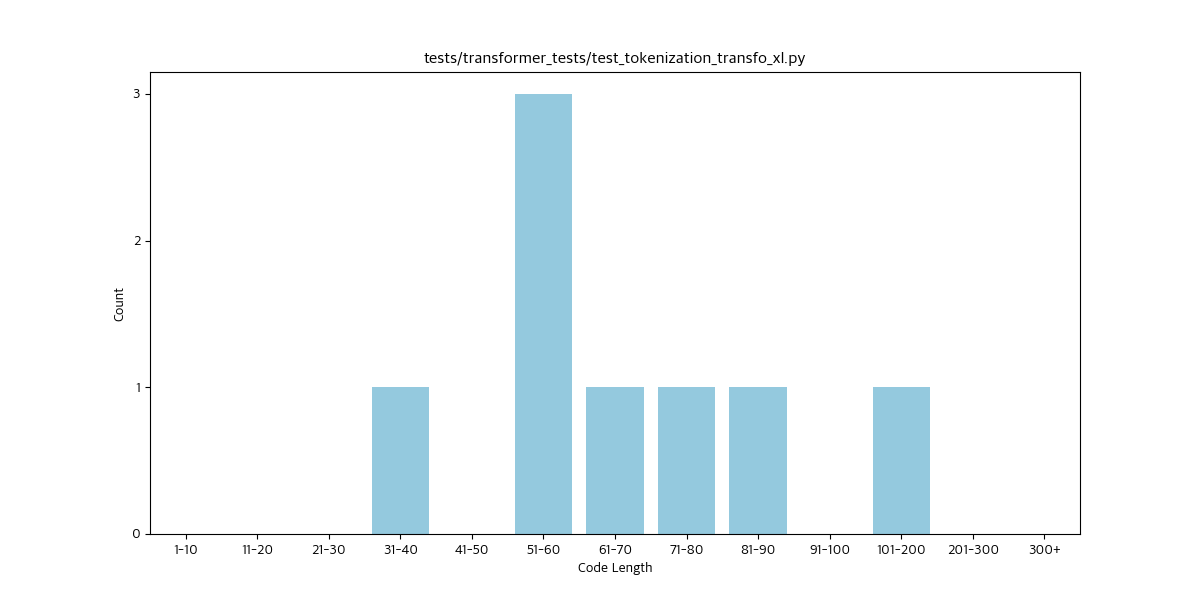 tests/transformer_tests/test_tokenization_transfo_xl.py
3
2
1
0
Count
1-10 11-20 21-30 31-40 41-50 51-60 61-70 71-80 81-90 91-100 101-200 201-300 300+
Code Length